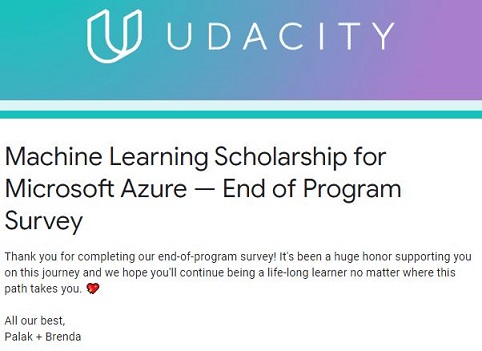 UDACITY
Machine Learning Scholarship for
Microsoft Azure — End of Program
Survey
Thank you for completing our end-of-program survey! It's been a huge honor supporting you
on this journey and we hope you'll continue being a life-long learner no matter where this
path takes you. 💖
All our best,
Palak + Brenda